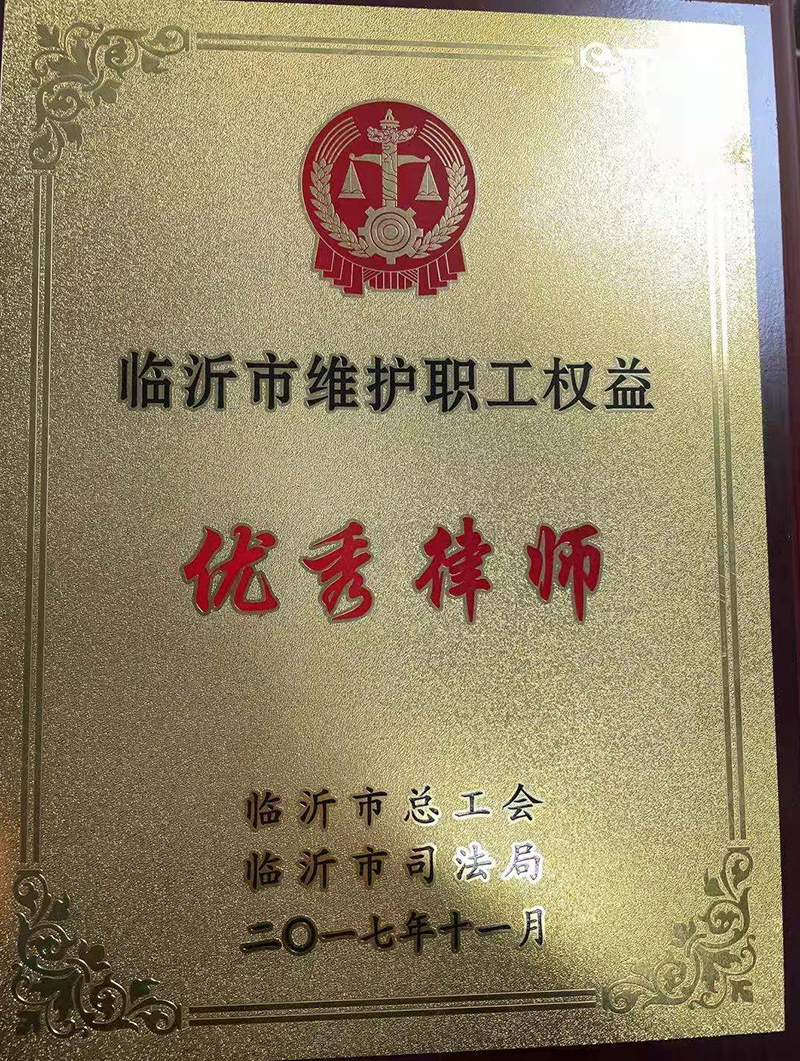 临沂市维护职工权益
优秀律师
临沂市总工会
临沂市司法局
二〇一七年十一月